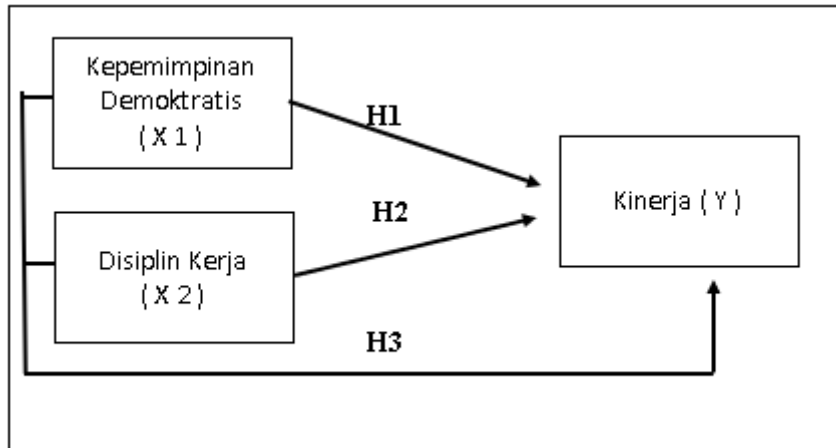 Kepemimpinan
Demoktratis
( X 1 )
H1
Kinerja ( Y )
H2
Disiplin Kerja
( X 2 )
H3